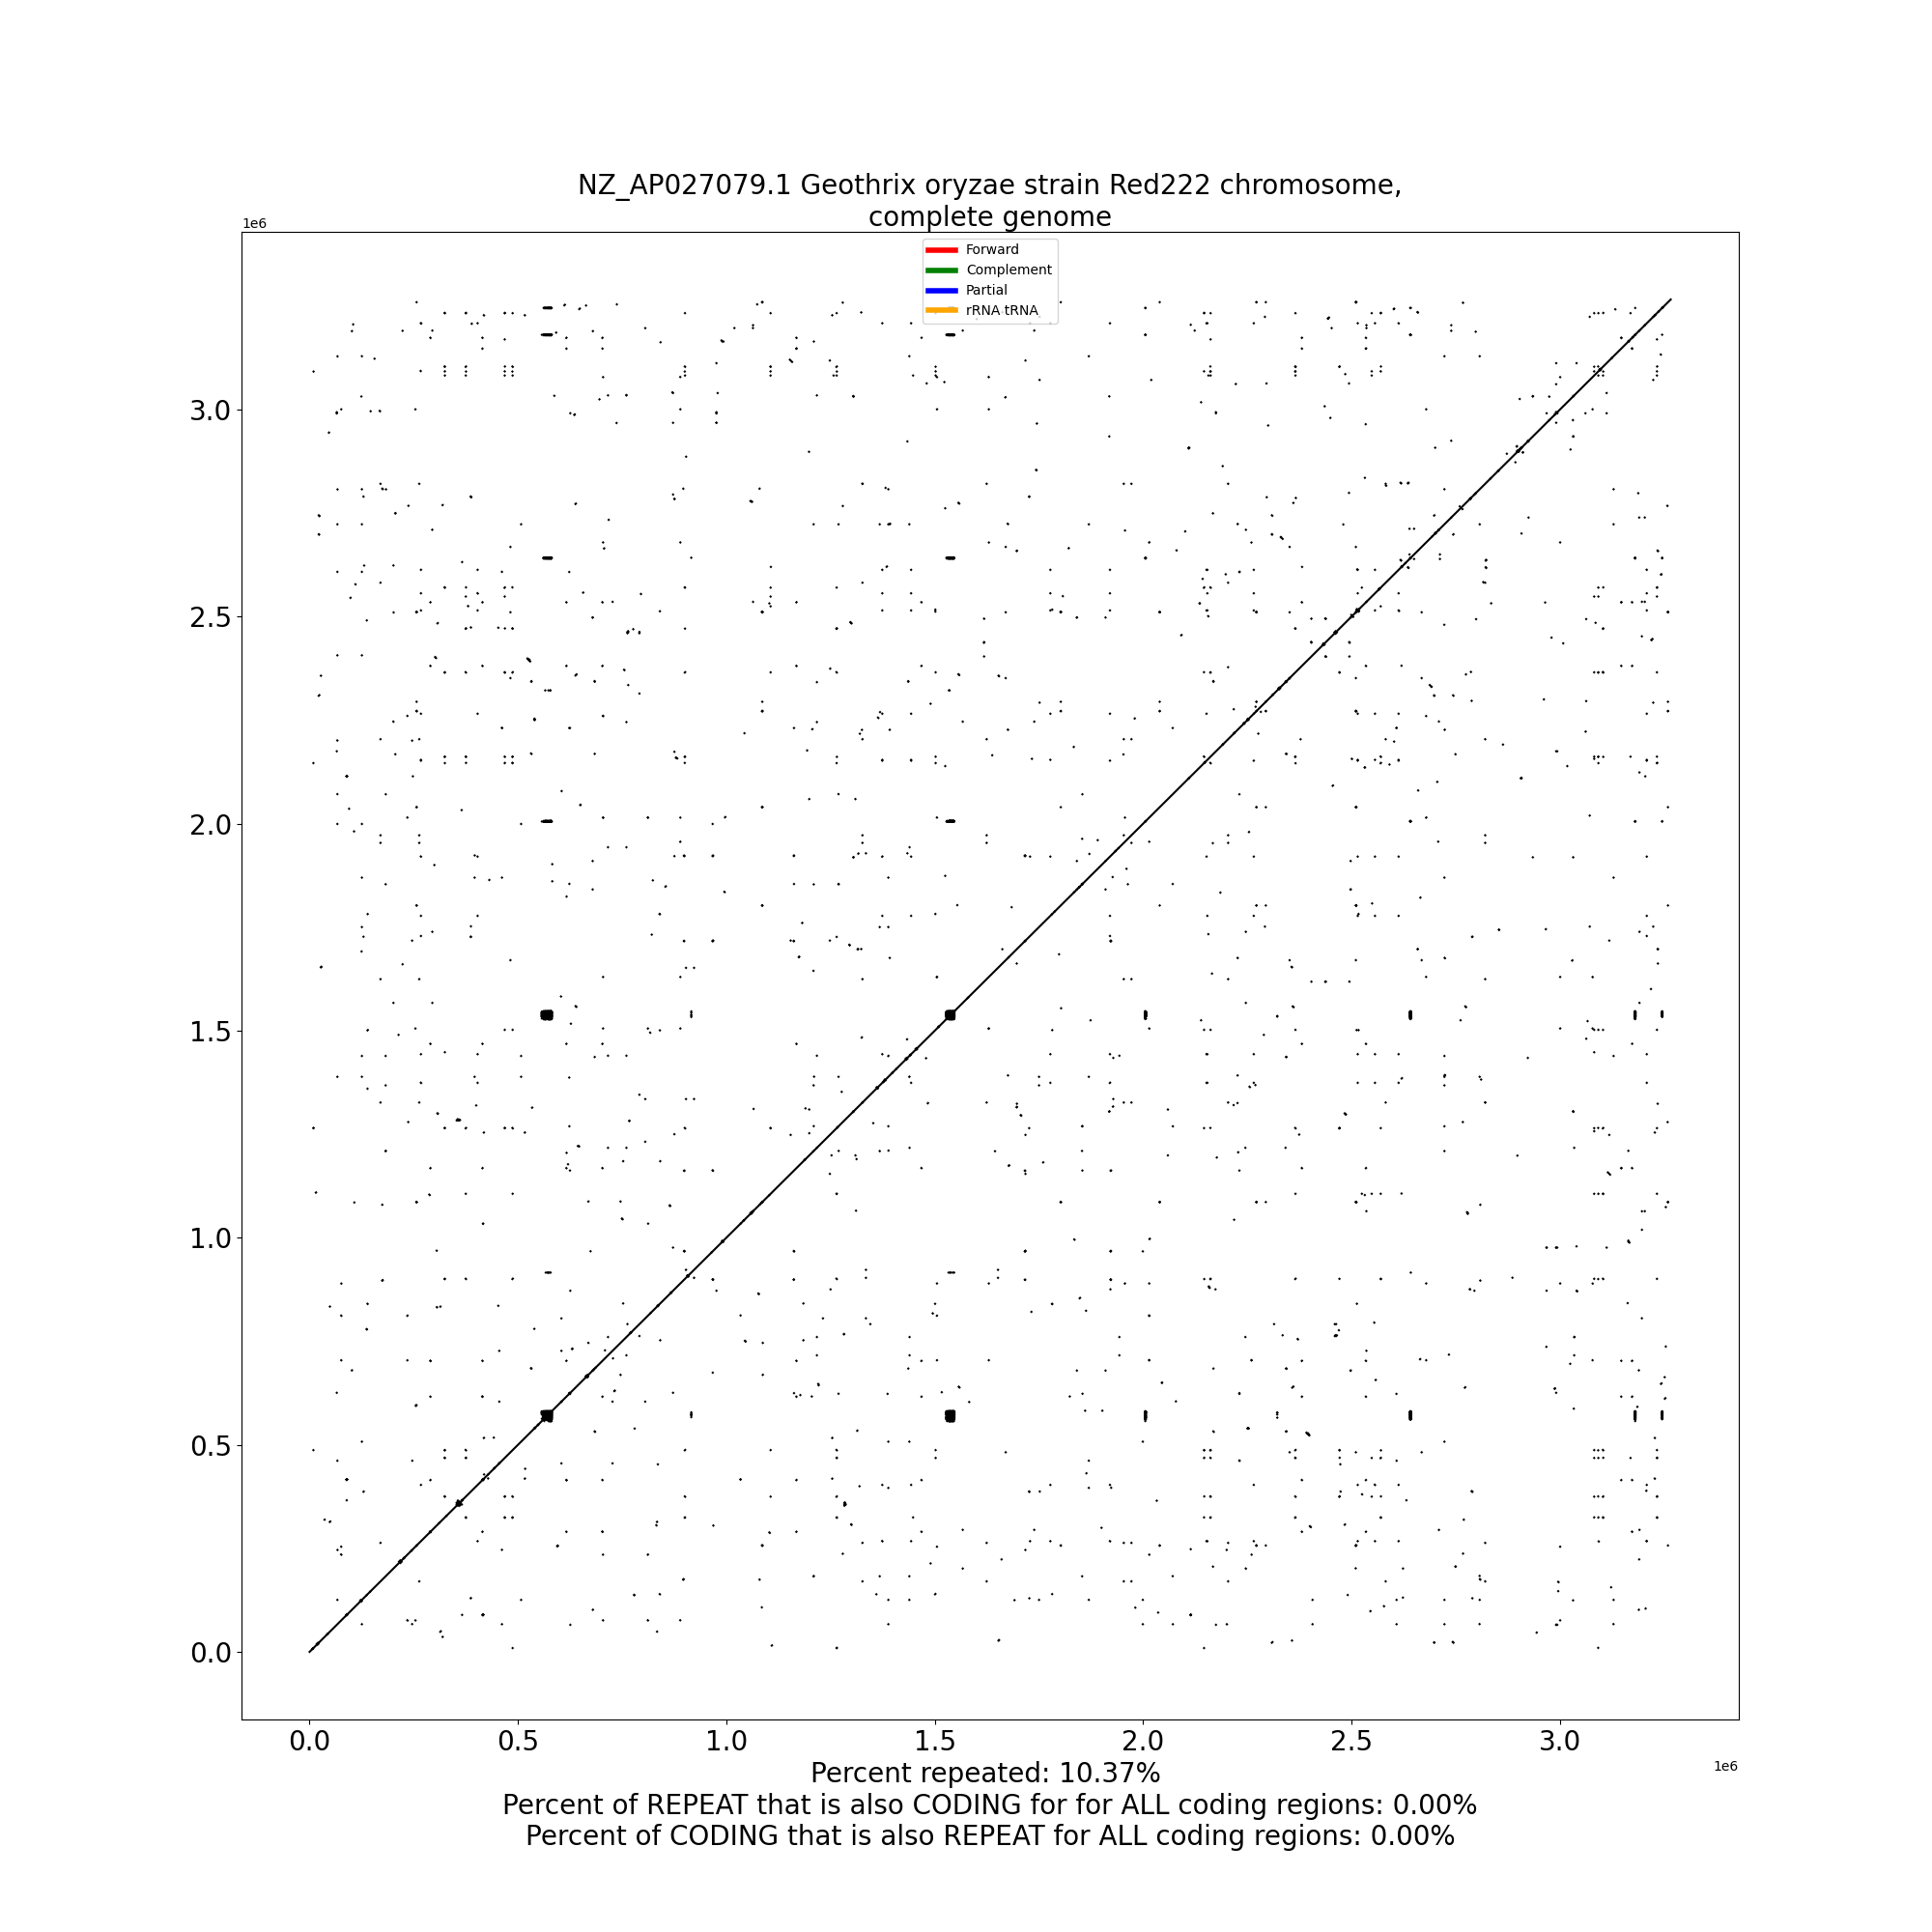 NZ_AP027079.1 Geothrix oryzae strain Red222 chromosome,
complete genome
1e6
Forward
Complement
Partial
rRNA tRNA
3.0
2.5
2.0
1.5
1.0
0.5
0.0
0.0 0.5 1.0 1.5 2.0 2.5 3.0
1e6
Percent repeated: 10.37%
Percent of REPEAT that is also CODING for for ALL coding regions: 0.00%
Percent of CODING that is also REPEAT for ALL coding regions: 0.00%